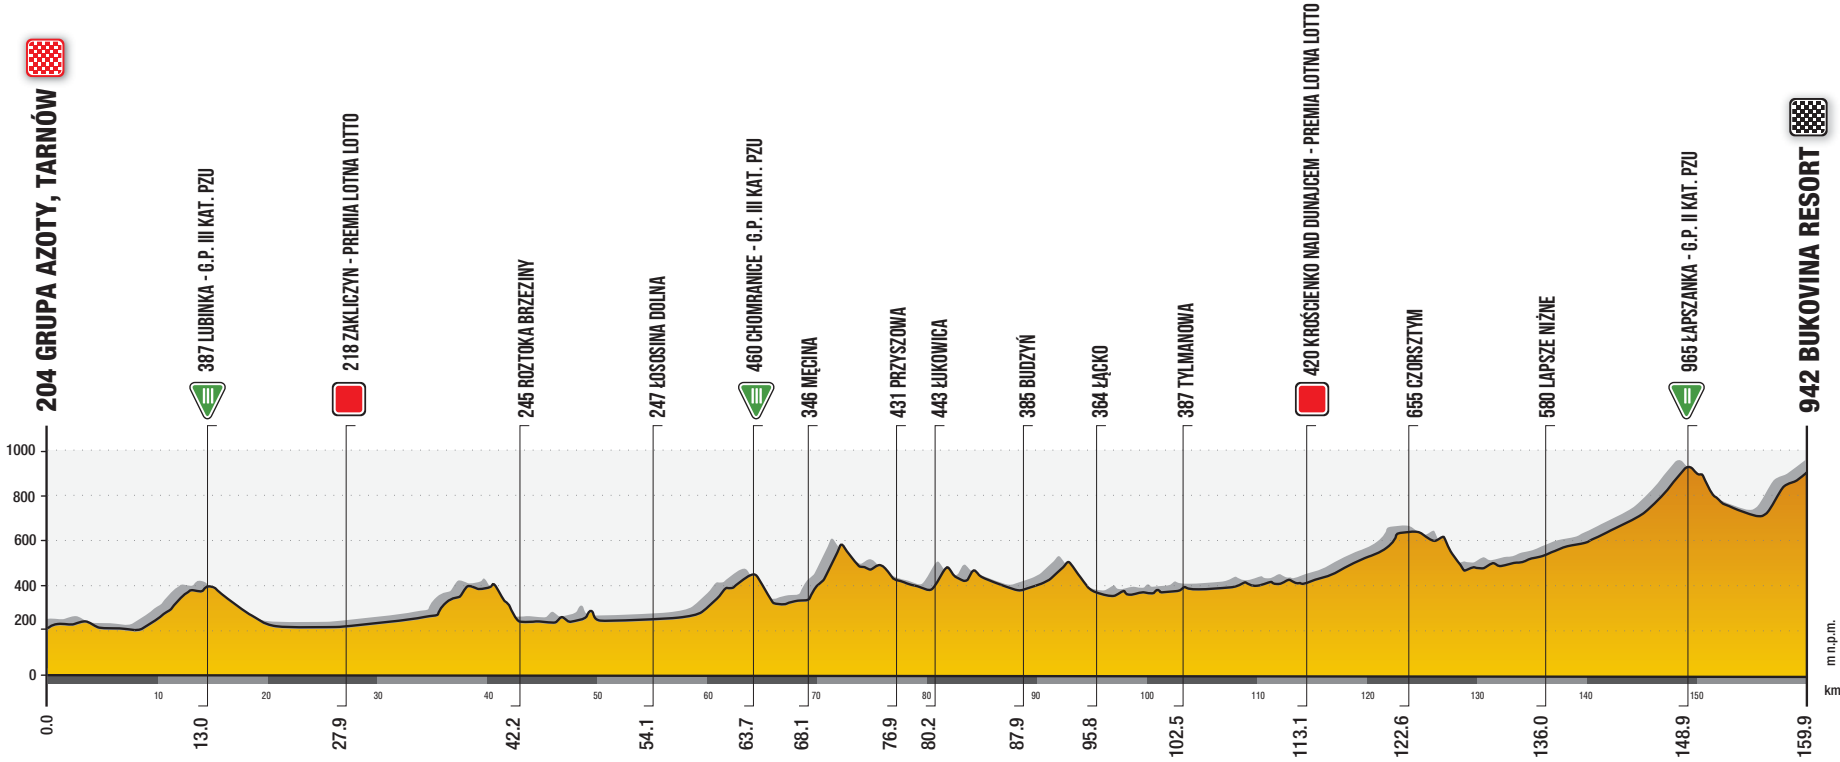 204 GRUPA AZOTY, TARNÓW
387 LUBINKA - G.P. III KAT. PZU
218 ZAKLICZYN - PREMIA LOTNA LOTTO
245 ROZTOKA BRZEZINY
247 ŁOSOSINA DOLNA
460 CHOMRANICE - G.P. III KAT. PZU
346 MĘCINA
431 PRZYSZOWA
443 ŁUKOWICA
385 BUDZYŃ
364 ŁĄCKO
387 TYLMANOWA
420 KROŚCIENKO NAD DUNAJCEM - PREMIA LOTNA LOTTO
655 CZORSZTYM
580 LAPSZE NIŻNE
965 ŁAPSZANKA - G.P. II KAT. PZU
942 BUKOVINA RESORT
III
III
II
1000
800
600
400
200
0
m n.p.m.
10 20 30 40 50 60 70 80 90 100 110 120 130 140 150
km
0.0 13.0 27.9 42.2 54.1 63.7 68.1 76.9 80.2 87.9 95.8 102.5 113.1 122.6 136.0 148.9 159.9